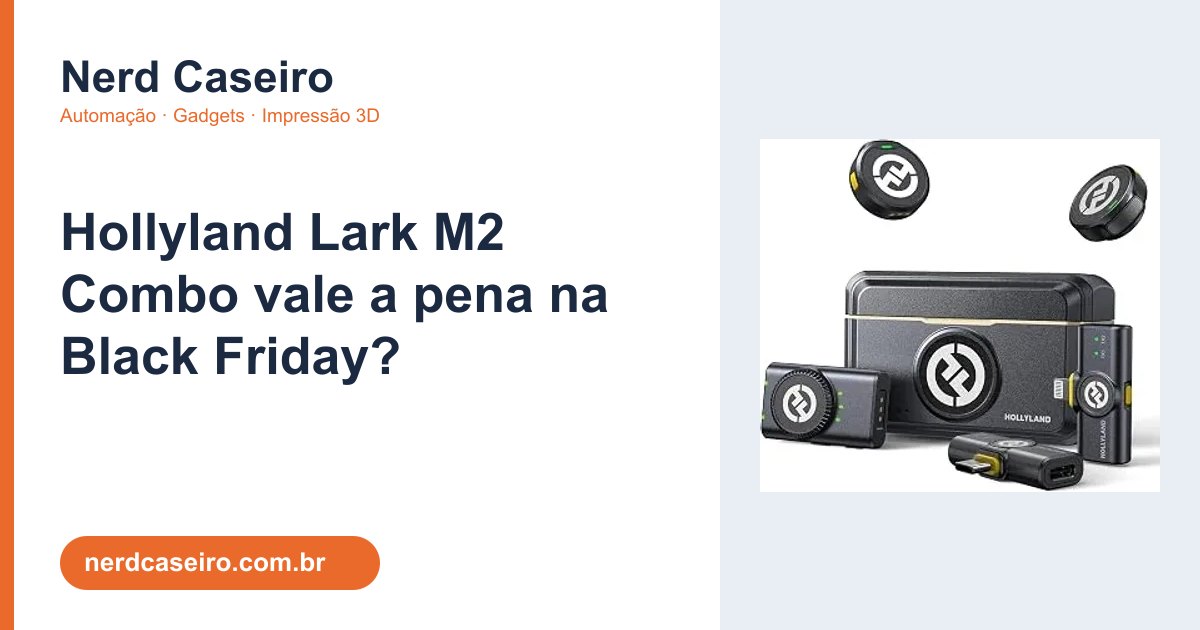 Nerd Caseiro
Automação · Gadgets · Impressão 3D
Hollyland Lark M2
Combo vale a pena na
Black Friday?
nerdcaseiro.com.br
HOLLYLAND
HOLLYLAND